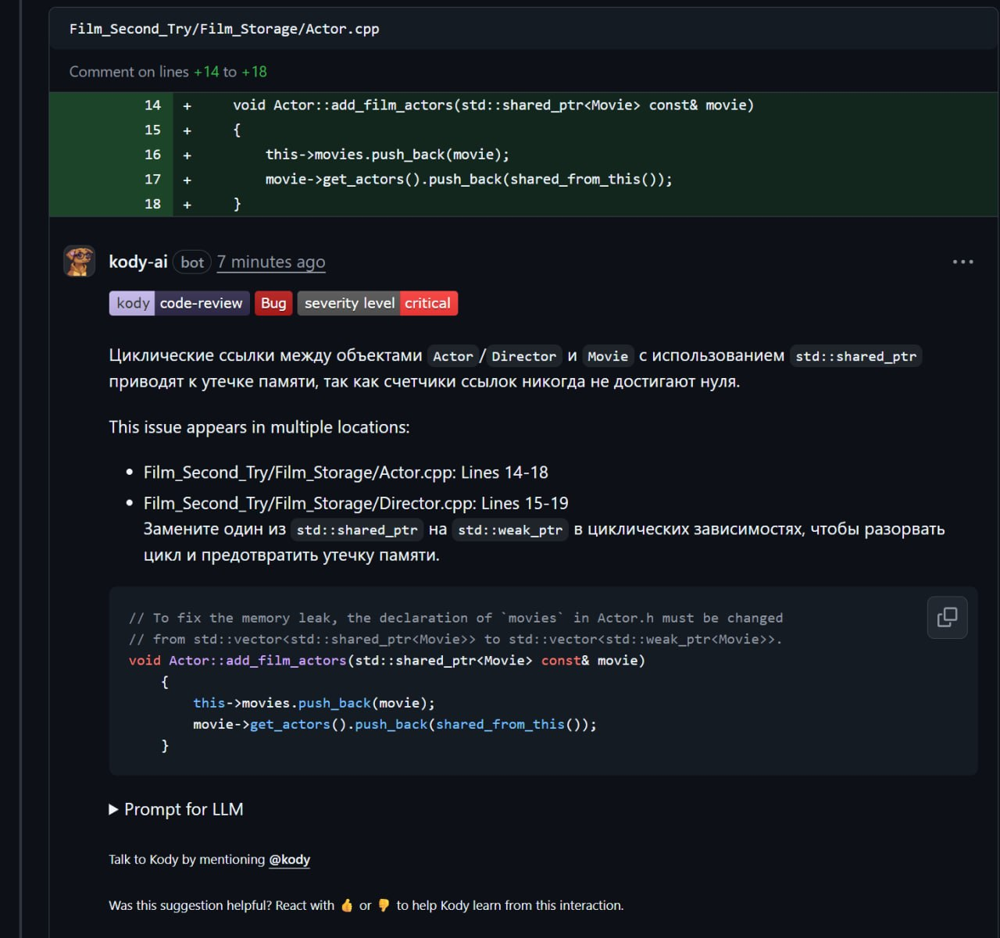 Film_Second_Try/Film_Storage/Actor.cpp
Comment on lines +14 to +18
14 + void Actor::add_film_actors(std::shared_ptr<Movie> const& movie)
15 + {
16 + this->movies.push_back(movie);
17 + movie->get_actors().push_back(shared_from_this());
18 + }
kody-ai bot 7 minutes ago
kody code-review Bug severity level critical
Циклические ссылки между объектами Actor / Director и Movie с использованием std::shared_ptr
приводят к утечке памяти, так как счетчики ссылок никогда не достигают нуля.
This issue appears in multiple locations:
• Film_Second_Try/Film_Storage/Actor.cpp: Lines 14-18
• Film_Second_Try/Film_Storage/Director.cpp: Lines 15-19
Замените один из std::shared_ptr на std::weak_ptr в циклических зависимостях, чтобы разорвать
цикл и предотвратить утечку памяти.
// To fix the memory leak, the declaration of `movies` in Actor.h must be changed
// from std::vector<std::shared_ptr<Movie>> to std::vector<std::weak_ptr<Movie>>.
void Actor::add_film_actors(std::shared_ptr<Movie> const& movie)
{
this->movies.push_back(movie);
movie->get_actors().push_back(shared_from_this());
}
Prompt for LLM
Talk to Kody by mentioning @kody
Was this suggestion helpful? React with 👍 or 👎 to help Kody learn from this interaction.